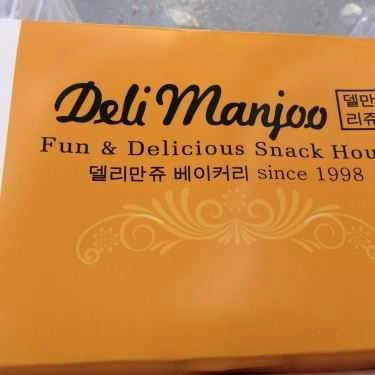 Deli Manjoo
델만
리쥬
Fun & Delicious Snack Hou
델리만쥬 베이커리 since 1998